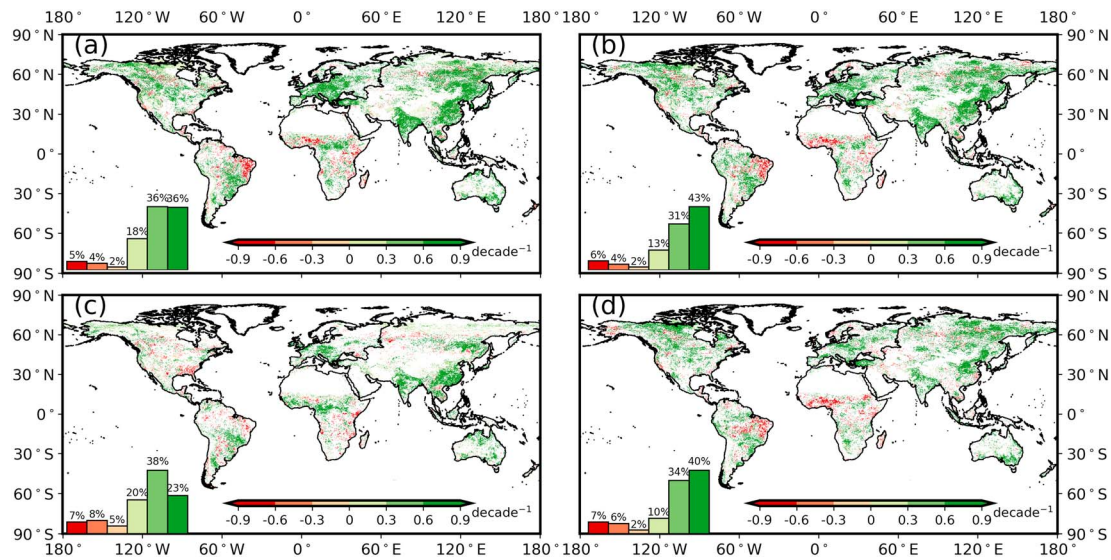 180° 120° W 60° W 0° 60° E 120° E 180° 120° W 60° W 0° 60° E 120° E 180°
90° N (a) (b) 90° N
60° N 60° N
30° N 30° N
0° 0°
30° S 36% 36% 43% 30° S
31%
18% 13%
60° S 5% 4% 2% decade⁻¹ 6% 4% 2% decade⁻¹ 60° S
-0.9 -0.6 -0.3 0 0.3 0.6 0.9 -0.9 -0.6 -0.3 0 0.3 0.6 0.9
90° S 90° S
90° N (c) (d) 90° N
60° N 60° N
30° N 30° N
0° 0°
30° S 30° S
38% 34% 40%
20% 23% 10%
60° S 7% 8% 5% decade⁻¹ 7% 6% 2% decade⁻¹ 60° S
-0.9 -0.6 -0.3 0 0.3 0.6 0.9 -0.9 -0.6 -0.3 0 0.3 0.6 0.9
90° S 90° S
180° 120° W 60° W 0° 60° E 120° E 180° 120° W 60° W 0° 60° E 120° E 180°